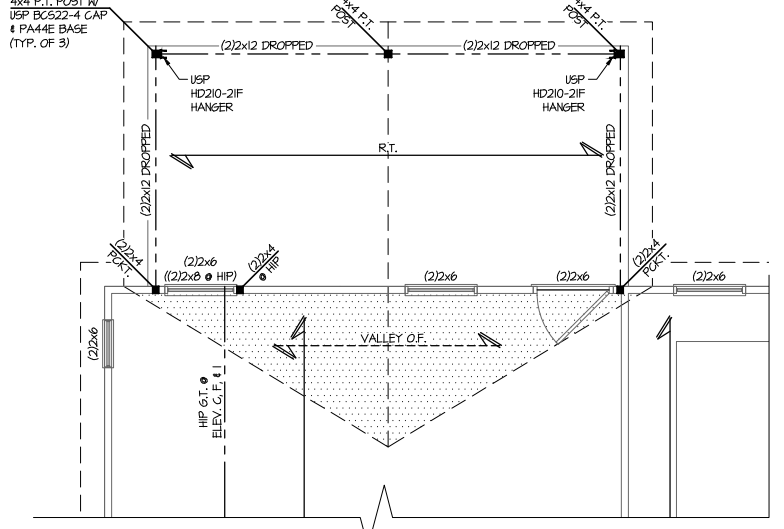 4x4 P.T. POST W/
USP BCS22-4 CAP
& PA44E BASE
(TYP. OF 3)
4x4 P.T.
POST
4x4 P.T.
POST
(2)2x12 DROPPED
(2)2x12 DROPPED
USP
HD210-2IF
HANGER
USP
HD210-2IF
HANGER
(2)2x12 DROPPED
(2)2x12 DROPPED
R.T.
(2)2x4
PCKT.
(2)2x6
((2)2x8 @ HIP)
(2)2x4
@ HIP
(2)2x6
(2)2x6
(2)2x4
PCKT.
(2)2x6
(2)2x6
VALLEY O.F.
HIP G.T. @
ELEV. C, F, & I